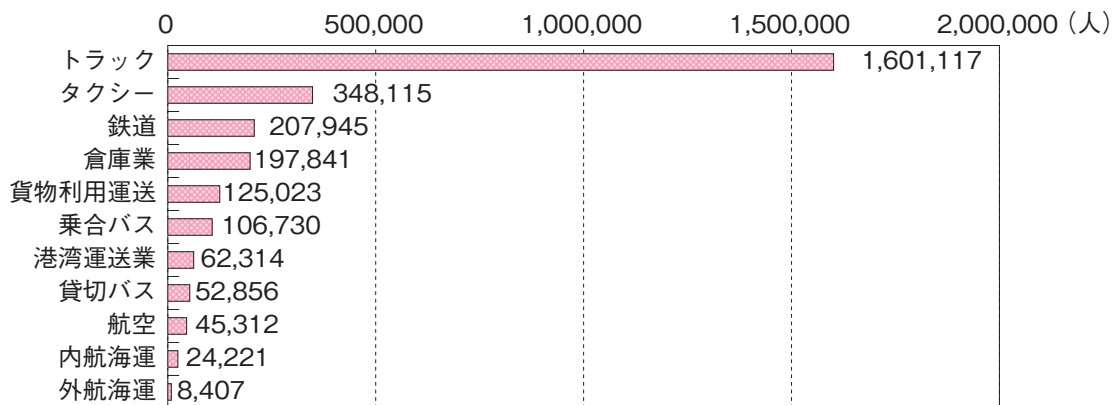 0 500,000 1,000,000 1,500,000 2,000,000（人）
トラック 1,601,117
タクシー 348,115
鉄道 207,945
倉庫業 197,841
貨物利用運送 125,023
乗合バス 106,730
港湾運送業 62,314
貸切バス 52,856
航空 45,312
内航海運 24,221
外航海運 8,407